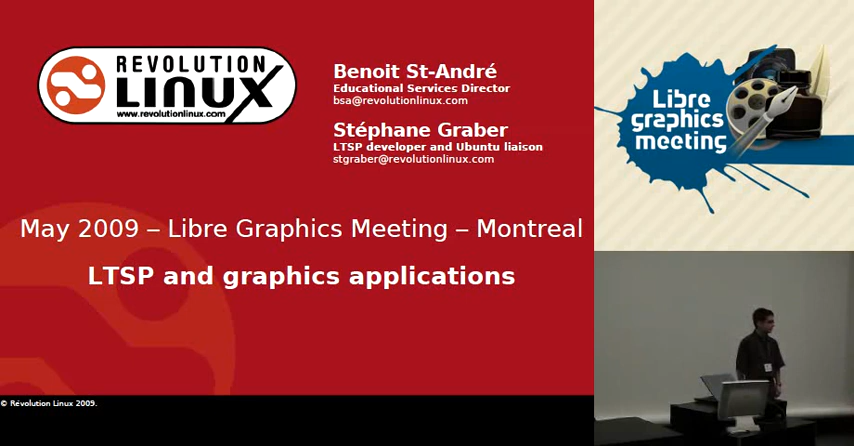 REVOLUTION
LINUX
www.revolutionlinux.com
Benoit St-André
Educational Services Director
bsa@revolutionlinux.com
Stéphane Graber
LTSP developer and Ubuntu liaison
stgraber@revolutionlinux.com
May 2009 – Libre Graphics Meeting – Montreal
LTSP and graphics applications
© Révolution Linux 2009.
Libre
graphics
meeting